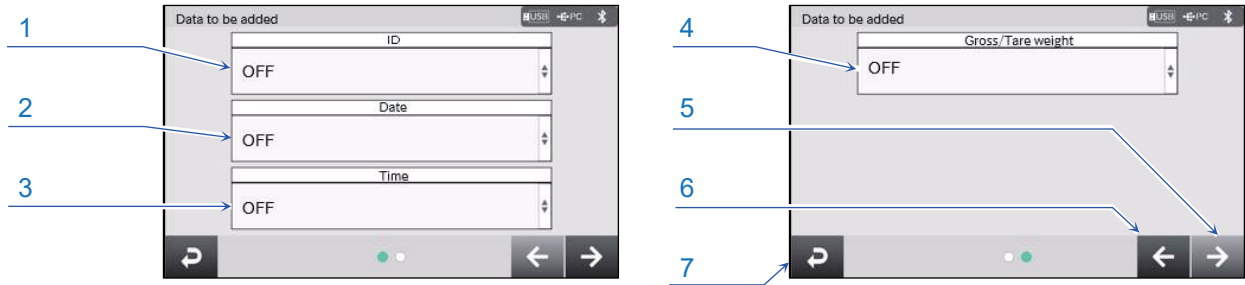 1
Data to be added
USB PC
ID
OFF
2
Date
OFF
3
Time
OFF
4
Data to be added
USB PC
Gross/Tare weight
OFF
5
6
7